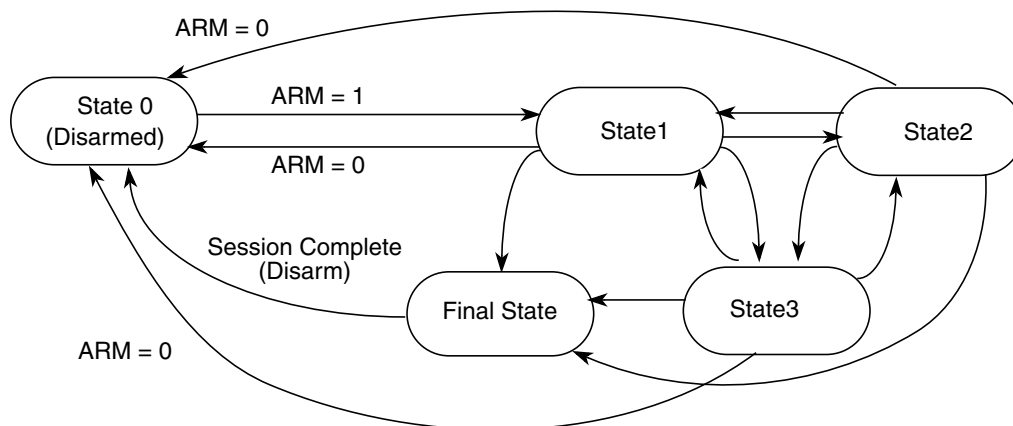 ARM = 0
State 0
(Disarmed)
ARM = 1
State1
State2
ARM = 0
Session Complete
(Disarm)
Final State
State3
ARM = 0